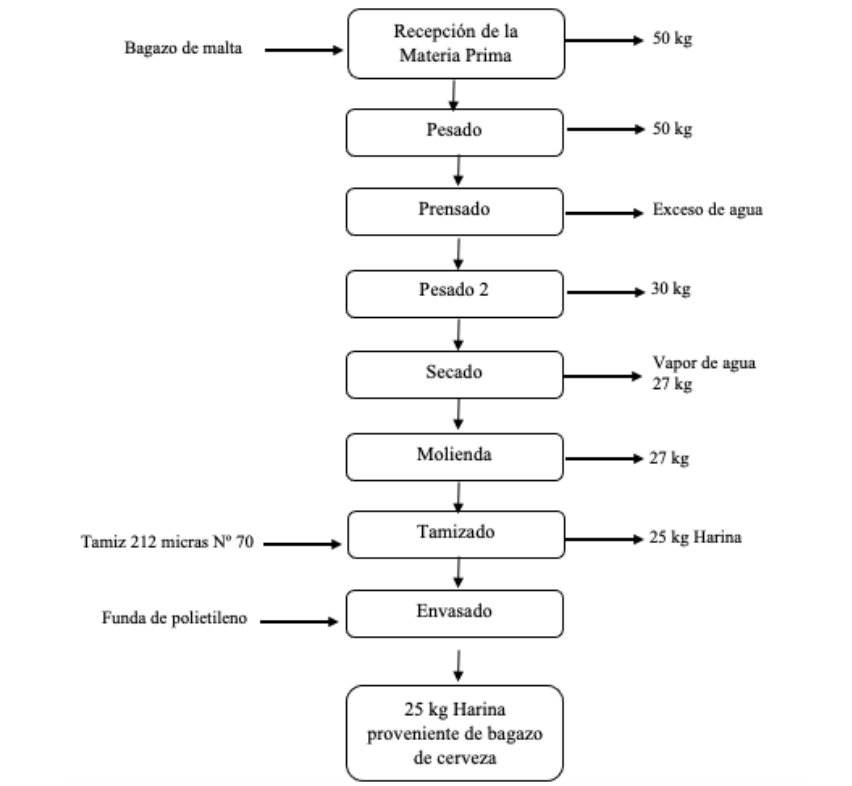 Recepción de la
Materia Prima
Bagazo de malta
50 kg
Pesado
50 kg
Prensado
Exceso de agua
Pesado 2
30 kg
Secado
Vapor de agua
27 kg
Molienda
27 kg
Tamizado
Tamiz 212 micras Nº 70
25 kg Harina
Envasado
Funda de polietileno
25 kg Harina
proveniente de bagazo
de cerveza